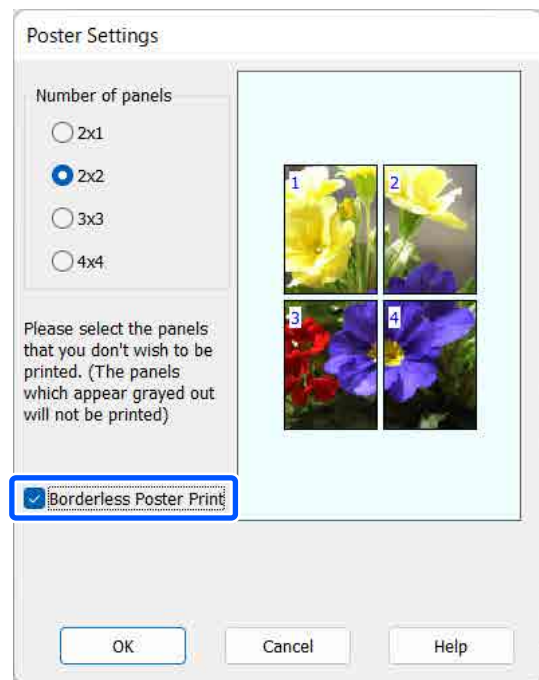 Poster Settings
Number of panels
2x1
2x2
3x3
4x4
1
2
3
4
Please select the panels
that you don't wish to be
printed. (The panels
which appear grayed out
will not be printed)
Borderless Poster Print
OK
Cancel
Help